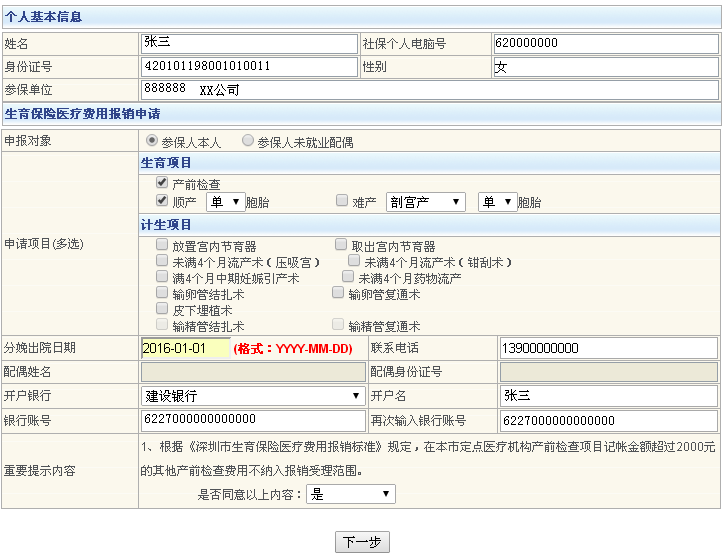 个人基本信息
姓名 张三 社保个人电脑号 620000000
身份证号 420101198001010011 性别 女
参保单位 888888 XX公司
生育保险医疗费用报销申请
申报对象 参保人本人 参保人未就业配偶
生育项目
产前检查
顺产 单 胞胎 难产 剖宫产 单 胞胎
计生项目
申请项目(多选)
放置宫内节育器 取出宫内节育器
未满4个月流产术（压吸宫） 未满4个月流产术（钳刮术）
满4个月中期妊娠引产术 未满4个月药物流产
输卵管结扎术 输卵管复通术
皮下埋植术
输精管结扎术 输精管复通术
分娩出院日期 2016-01-01 (格式：YYYY-MM-DD) 联系电话 13900000000
配偶姓名 配偶身份证号
开户银行 建设银行 开户名 张三
银行账号 6227000000000000 再次输入银行账号 6227000000000000
重要提示内容
1、根据《深圳市生育保险医疗费用报销标准》规定，在本市定点医疗机构产前检查项目记帐金额超过2000元
的其他产前检查费用不纳入报销受理范围。
是否同意以上内容： 是
下一步